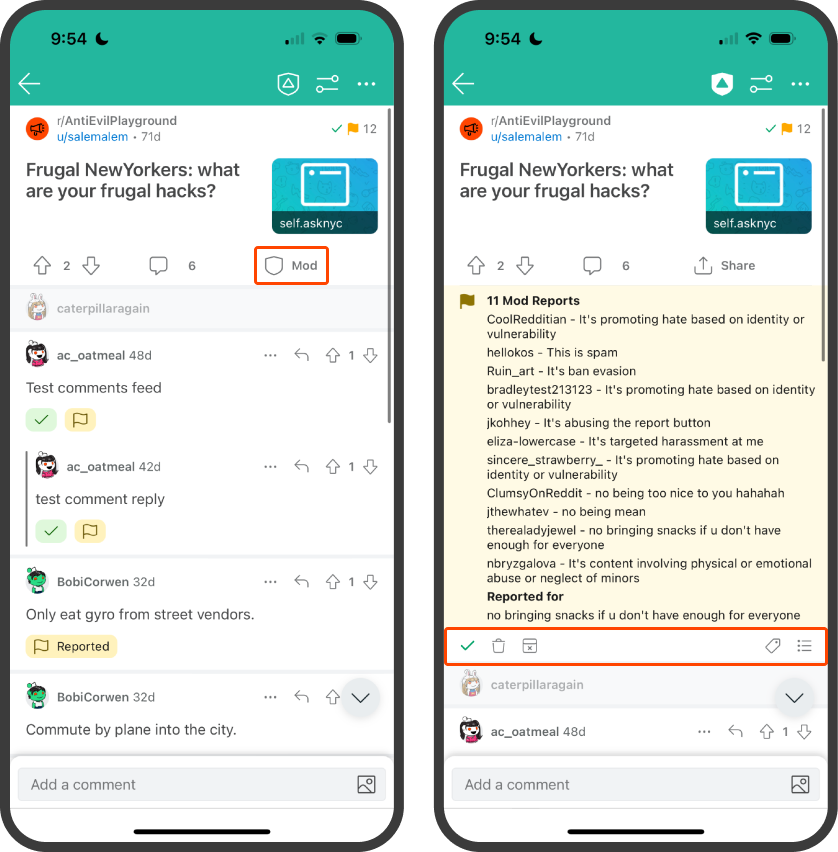 9:54
r/AntiEvilPlayground
u/salemalem • 71d
12
Frugal NewYorkers: what
are your frugal hacks?
self.asknyc
2
6
Mod
caterpillaragain
ac_oatmeal 48d
1
Test comments feed
ac_oatmeal 42d
1
test comment reply
BobiCorwen 32d
1
Only eat gyro from street vendors.
Reported
BobiCorwen 32d
Commute by plane into the city.
Add a comment
9:54
r/AntiEvilPlayground
u/salemalem • 71d
12
Frugal NewYorkers: what
are your frugal hacks?
self.asknyc
2
6
Share
11 Mod Reports
CoolRedditian - It's promoting hate based on identity or
vulnerability
hellokos - This is spam
Ruin_art - It's ban evasion
bradleytest213123 - It's promoting hate based on identity
or vulnerability
jkohhey - It's abusing the report button
eliza-lowercase - It's targeted harassment at me
sincere_strawberry_ - It's promoting hate based on
identity or vulnerability
ClumsyOnReddit - no being too nice to you hahahah
jthewhatev - no being mean
therealadyjewel - no bringing snacks if u don't have
enough for everyone
nbryzgalova - It's content involving physical or emotional
abuse or neglect of minors
Reported for
no bringing snacks if u don't have enough for everyone
caterpillaragain
ac_oatmeal 48d
1
Add a comment